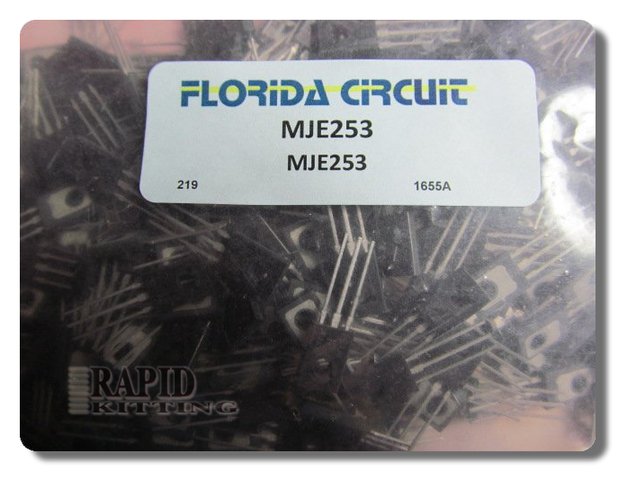 FLORIDA CIRCUIT
MJE253
MJE253
219 1655A
RAPID
KITTING